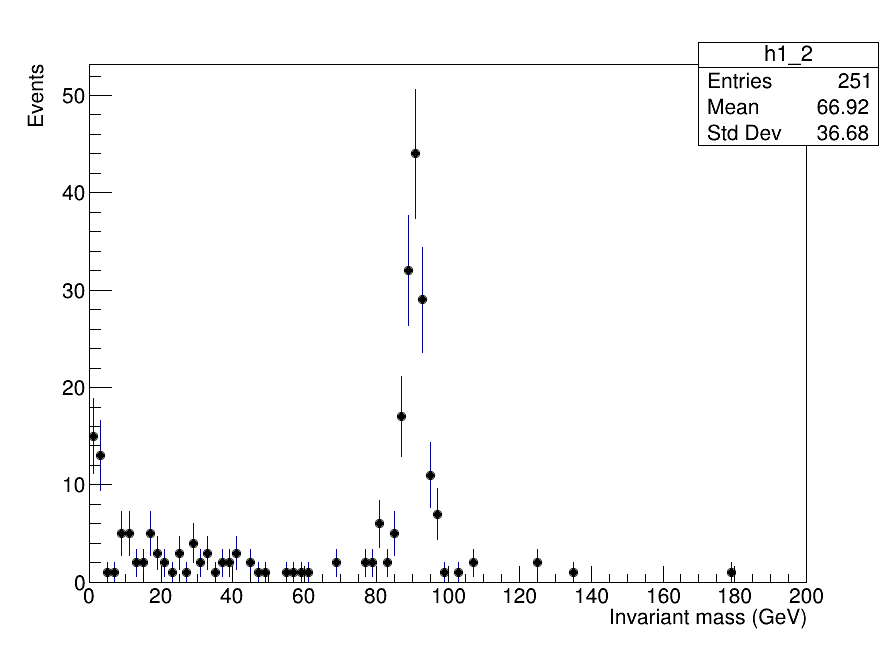 h1_2
Entries 251
Mean 66.92
Std Dev 36.68
Events
50
40
30
20
10
0
0 20 40 60 80 100 120 140 160 180 200
Invariant mass (GeV)